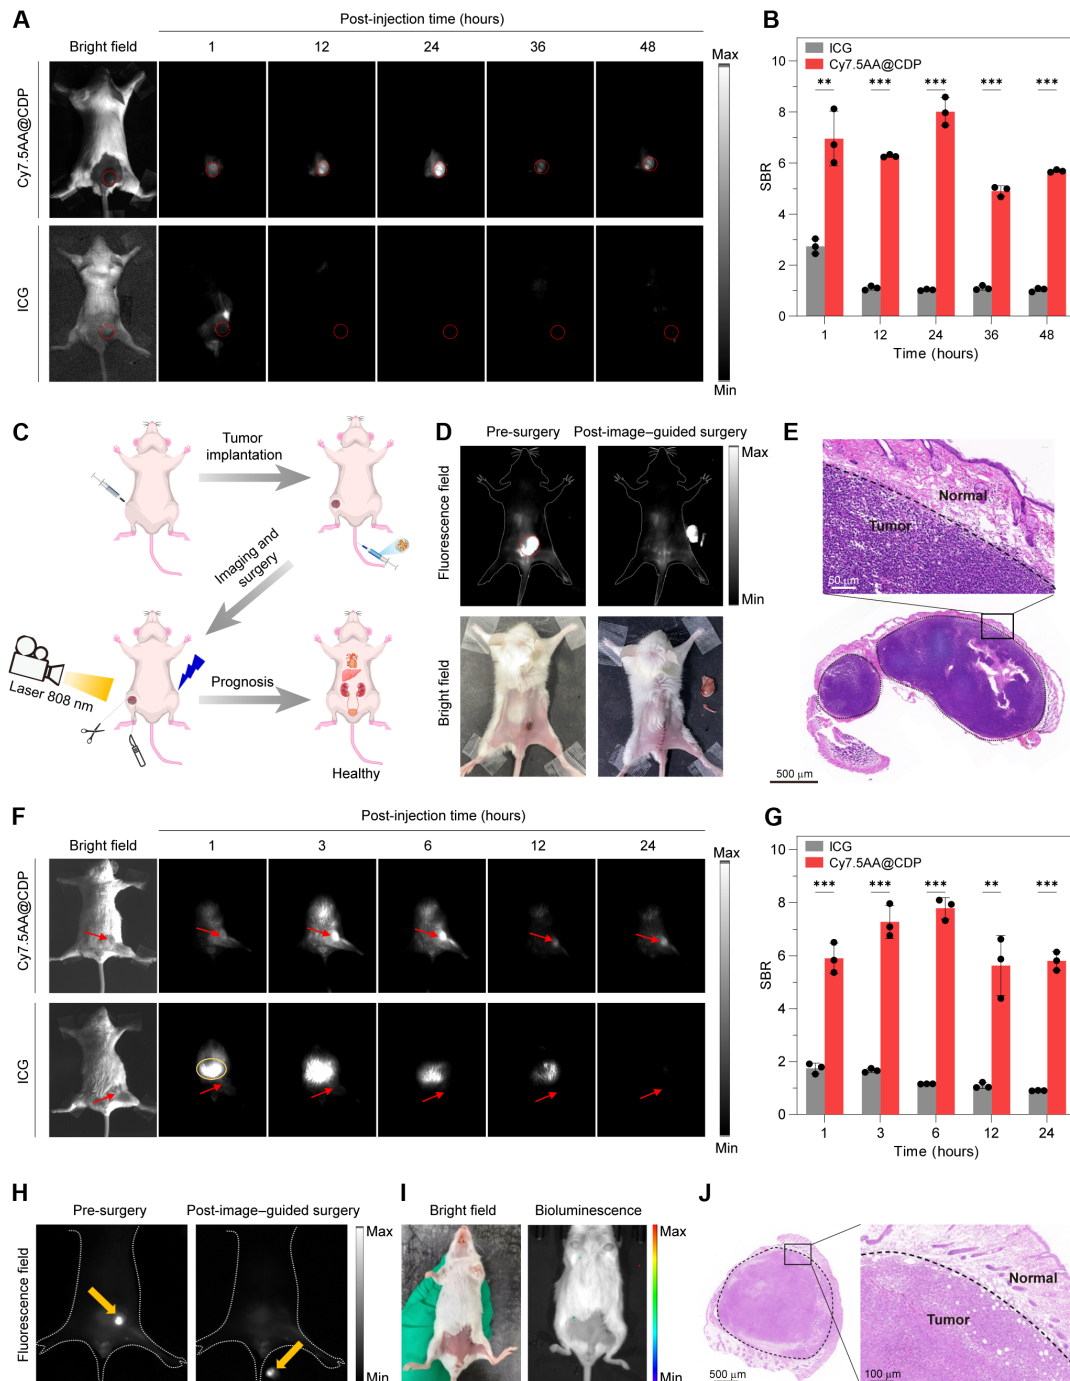 A
Post-injection time (hours)
Bright field
1
12
24
36
48
Cy7.5AA@CDP
ICG
Max
Min
B
ICG
Cy7.5AA@CDP
** *** *** *** ***
SBR
10
8
6
4
2
0
1
12
24
36
48
Time (hours)
C
Tumor
implantation
Imaging and
surgery
Laser 808 nm
Prognosis
Healthy
D
Pre-surgery
Post-image–guided surgery
Fluorescence field
Bright field
Max
Min
E
Normal
Tumor
50 μm
500 μm
F
Post-injection time (hours)
Bright field
1
3
6
12
24
Cy7.5AA@CDP
ICG
Max
Min
G
ICG
Cy7.5AA@CDP
*** *** *** ** ***
SBR
10
8
6
4
2
0
1
3
6
12
24
Time (hours)
H
Pre-surgery
Post-image–guided surgery
Fluorescence field
Max
Min
I
Bright field
Bioluminescence
Max
Min
J
Normal
Tumor
500 μm
100 μm